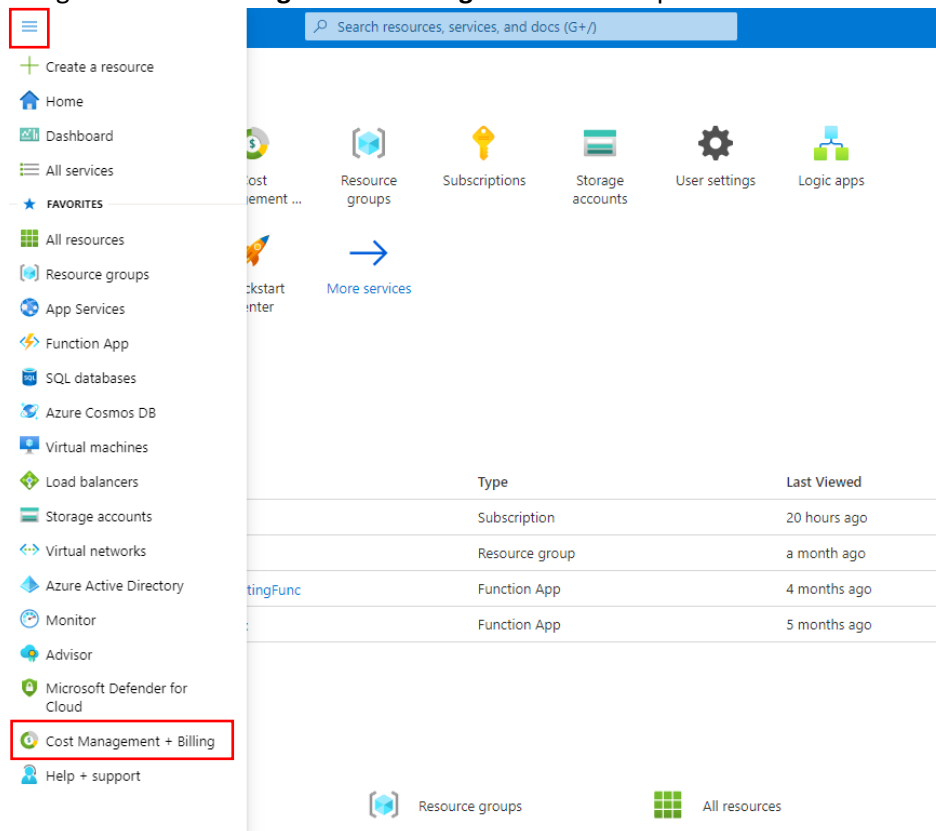 Search resources, services, and docs (G+/)
Create a resource
Home
Dashboard
All services
FAVORITES
All resources
Resource groups
App Services
Function App
SQL databases
Azure Cosmos DB
Virtual machines
Load balancers
Storage accounts
Virtual networks
Azure Active Directory
Monitor
Advisor
Microsoft Defender for
Cloud
Cost Management + Billing
Help + support
Resource
groups
Subscriptions
Storage
accounts
User settings
Logic apps
More services
Type
Last Viewed
Subscription
20 hours ago
Resource group
a month ago
tingFunc
Function App
4 months ago
Function App
5 months ago
Resource groups
All resources